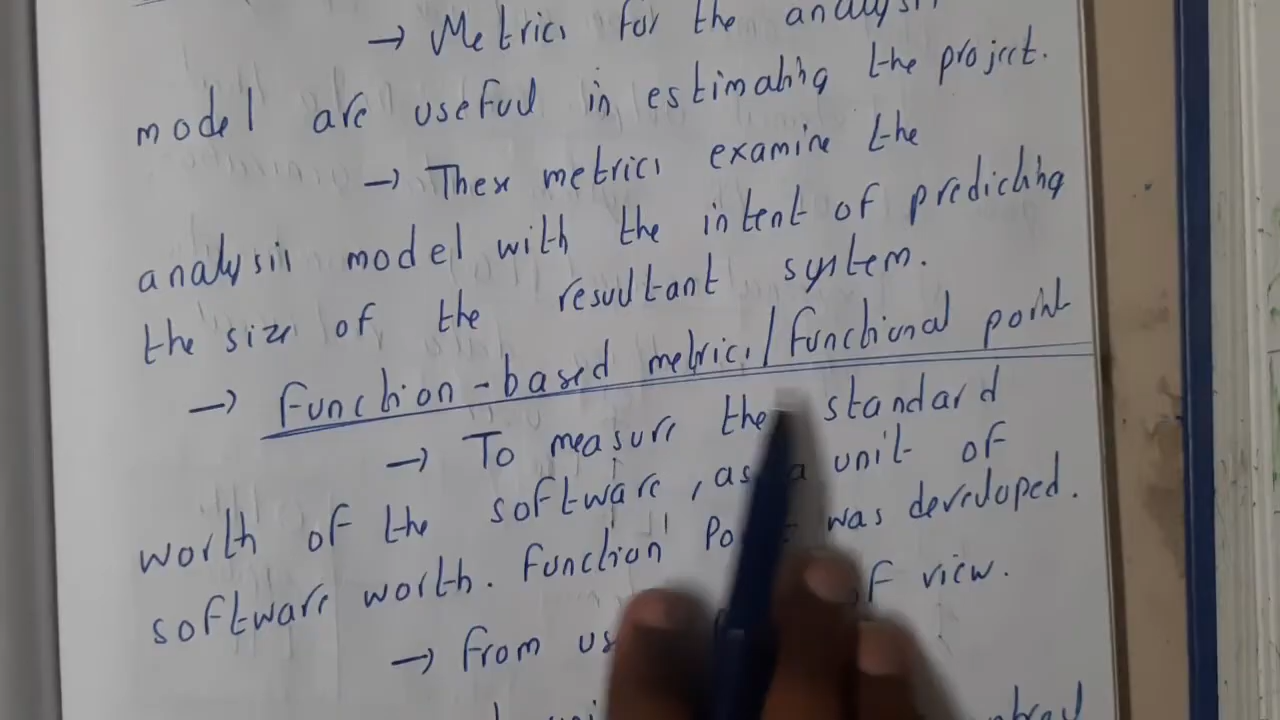 → Metrics for the analysis
model are useful in estimating the project.
→ These metrics examine the
analysis model with the intent of predicting
the size of the resultant system.
→ Function-based metrics/functional point
→ To measure the standard
worth of the software, as a unit of
software worth. Function was developed.
→ From of view.